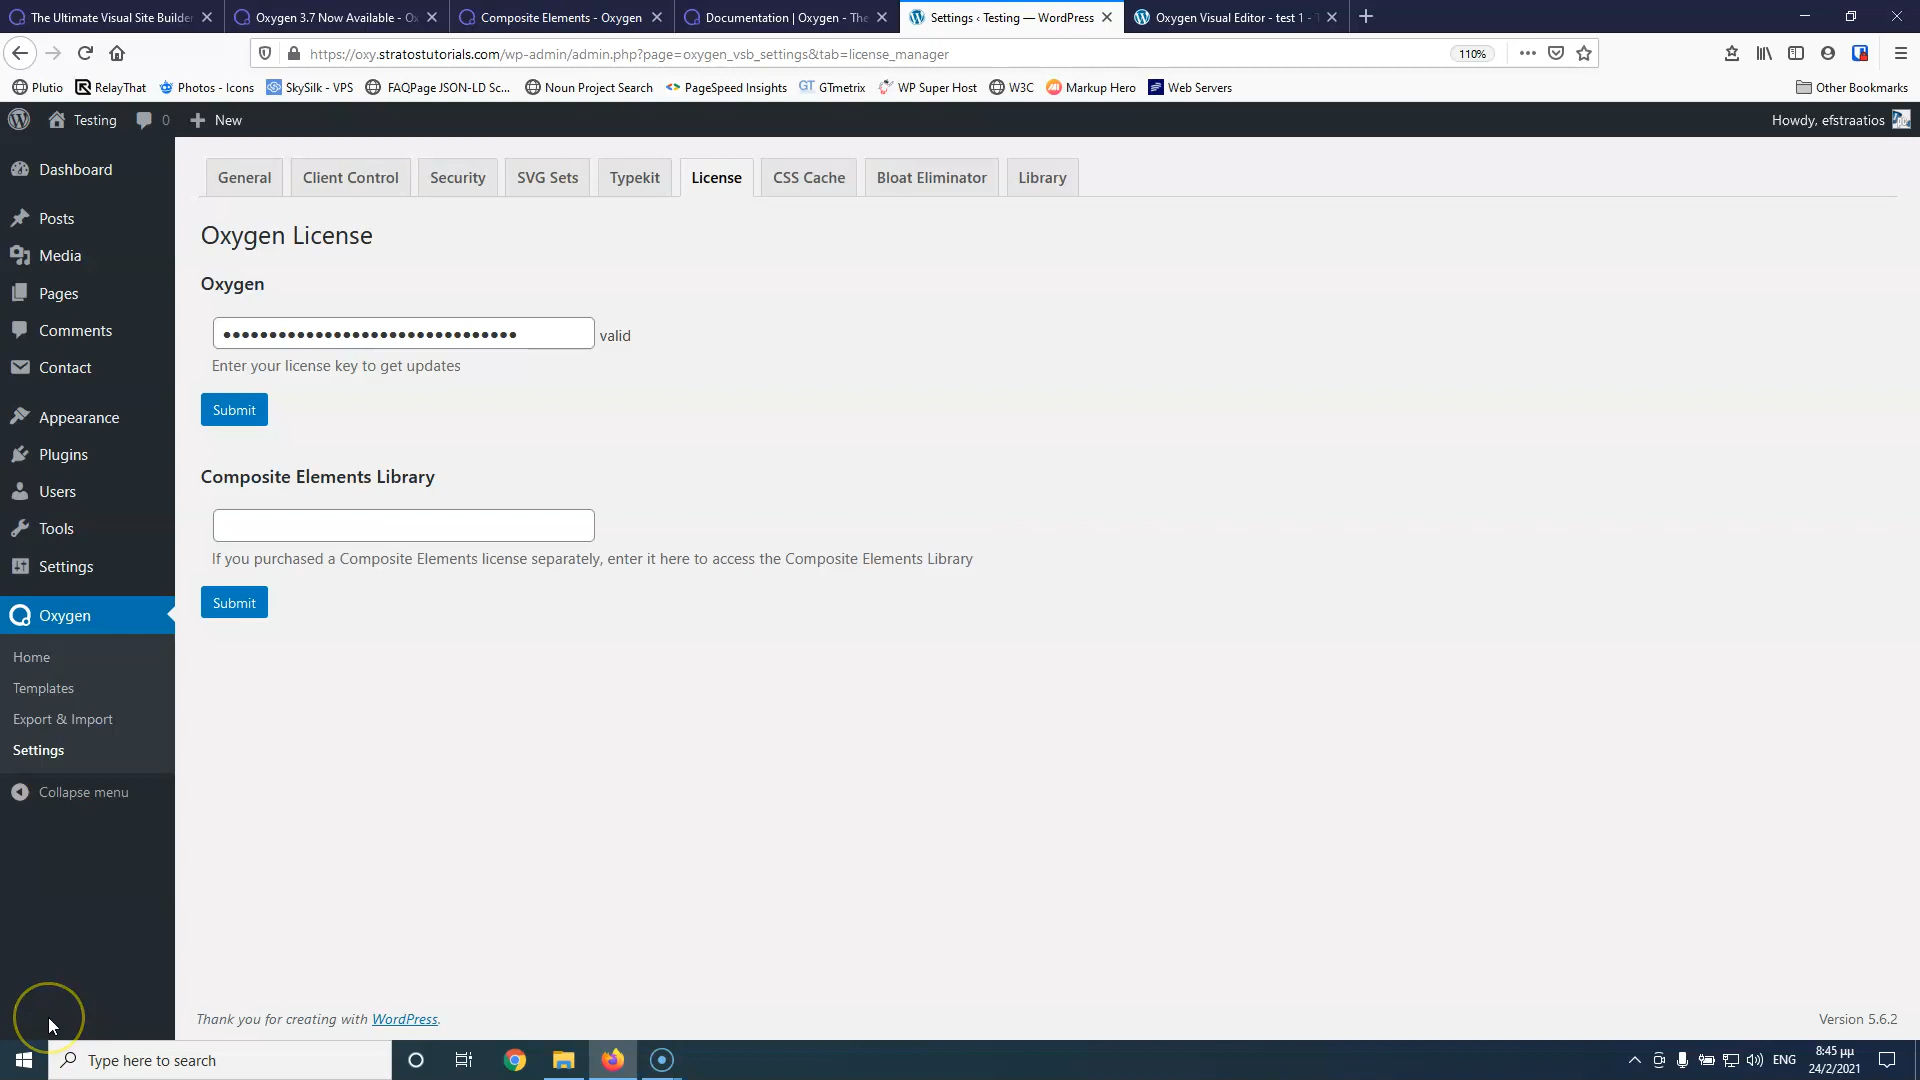 The Ultimate Visual Site Builder
Oxygen 3.7 Now Available - Ox
Composite Elements - Oxygen
Documentation | Oxygen - The
Settings ‹ Testing — WordPress
Oxygen Visual Editor - test 1 -
https://oxy.stratostutorials.com/wp-admin/admin.php?page=oxygen_vsb_settings&tab=license_manager
110%
Plutio
RelayThat
Photos - Icons
SkySilk - VPS
FAQPage JSON-LD Sc...
Noun Project Search
PageSpeed Insights
GTmetrix
WP Super Host
W3C
Markup Hero
Web Servers
Other Bookmarks
Testing
0
New
Howdy, efstraatios
Dashboard
Posts
Media
Pages
Comments
Contact
Appearance
Plugins
Users
Tools
Settings
Oxygen
Home
Templates
Export & Import
Settings
Collapse menu
General
Client Control
Security
SVG Sets
Typekit
License
CSS Cache
Bloat Eliminator
Library
Oxygen License
Oxygen
valid
Enter your license key to get updates
Submit
Composite Elements Library
If you purchased a Composite Elements license separately, enter it here to access the Composite Elements Library
Submit
Thank you for creating with WordPress.
Version 5.6.2
Type here to search
ENG
8:45 μμ
24/2/2021